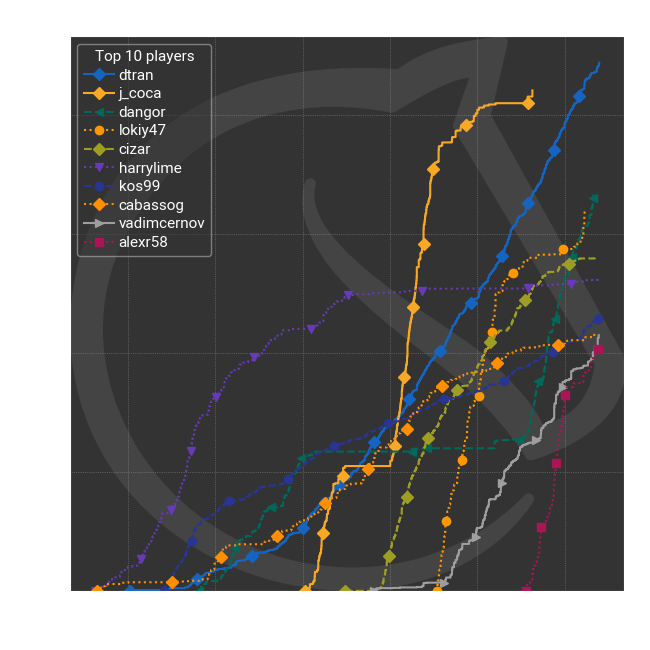 Top 10 players
dtran
j_coca
dangor
lokiy47
cizar
harrylime
kos99
cabassog
vadimcernov
alexr58